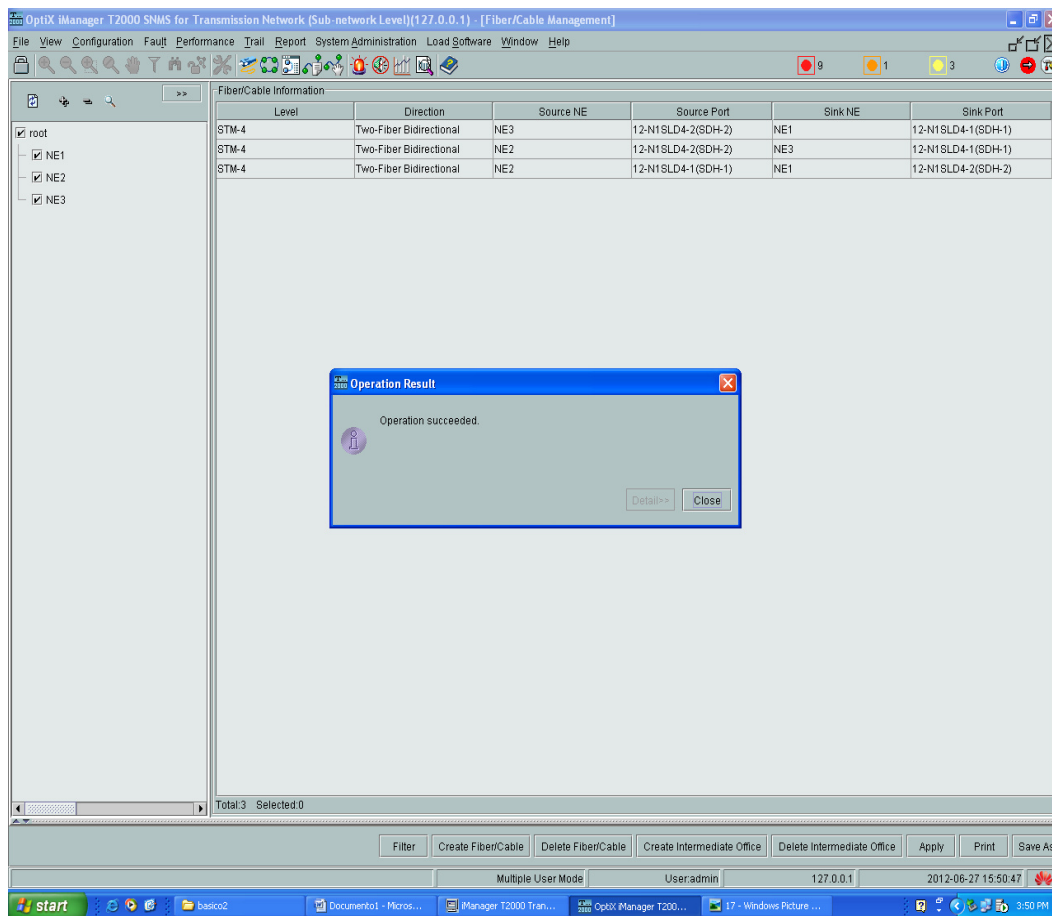 OptiX iManager T2000 SNMS for Transmission Network (Sub-network Level)(127.0.0.1) - [Fiber/Cable Management]
File View Configuration Fault Performance Trail Report System Administration Load Software Window Help
9 1 3
>>
Fiber/Cable Information
Level Direction Source NE Source Port Sink NE Sink Port
root
STM-4 Two-Fiber Bidirectional NE3 12-N1SLD4-2(SDH-2) NE1 12-N1SLD4-1(SDH-1)
NE1
STM-4 Two-Fiber Bidirectional NE2 12-N1SLD4-2(SDH-2) NE3 12-N1SLD4-1(SDH-1)
NE2
STM-4 Two-Fiber Bidirectional NE2 12-N1SLD4-1(SDH-1) NE1 12-N1SLD4-2(SDH-2)
NE3
Operation Result
Operation succeeded.
Detail>> Close
Total:3 Selected:0
Filter Create Fiber/Cable Delete Fiber/Cable Create Intermediate Office Delete Intermediate Office Apply Print Save As
Multiple User Mode User:admin 127.0.0.1 2012-06-27 15:50:47
start basico2 Documento1 - Micros... iManager T2000 Tran... OptiX iManager T200... 17 - Windows Picture ... 3:50 PM